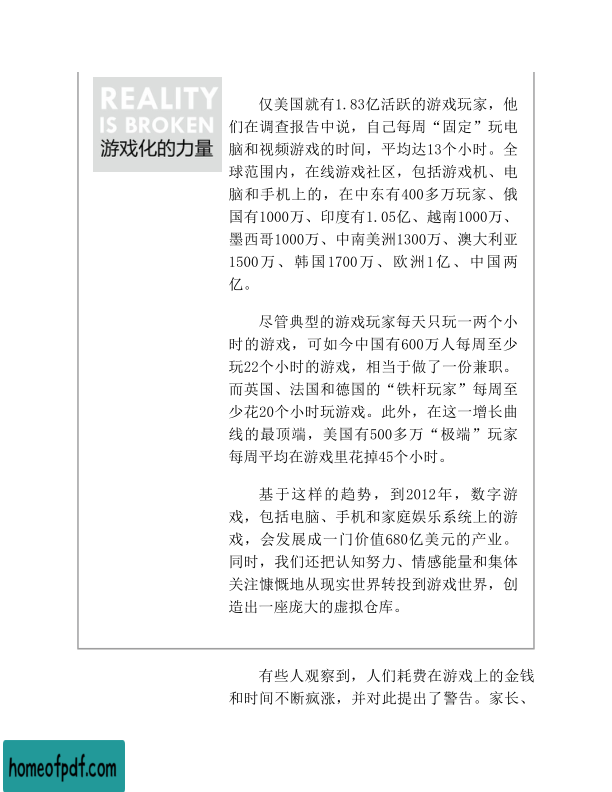 REALITY
IS BROKEN
游戏化的力量
仅美国就有1.83亿活跃的游戏玩家，他
们在调查报告中说，自己每周“固定”玩电
脑和视频游戏的时间，平均达13个小时。全
球范围内，在线游戏社区，包括游戏机、电
脑和手机上的，在中东有400多万玩家、俄
国有1000万、印度有1.05亿、越南1000万、
墨西哥1000万、中南美洲1300万、澳大利亚
1500万、韩国1700万、欧洲1亿、中国两
亿。
尽管典型的游戏玩家每天只玩一两个小
时的游戏，可如今中国有600万人每周至少
玩22个小时的游戏，相当于做了一份兼职。
而英国、法国和德国的“铁杆玩家”每周至
少花20个小时玩游戏。此外，在这一增长曲
线的最顶端，美国有500多万“极端”玩家
每周平均在游戏里花掉45个小时。
基于这样的趋势，到2012年，数字游
戏，包括电脑、手机和家庭娱乐系统上的游
戏，会发展成一门价值680亿美元的产业。
同时，我们还把认知努力、情感能量和集体
关注慷慨地从现实世界转投到游戏世界，创
造出一座庞大的虚拟仓库。
有些人观察到，人们耗费在游戏上的金钱
和时间不断疯涨，并对此提出了警告。家长、
homeofpdf.com